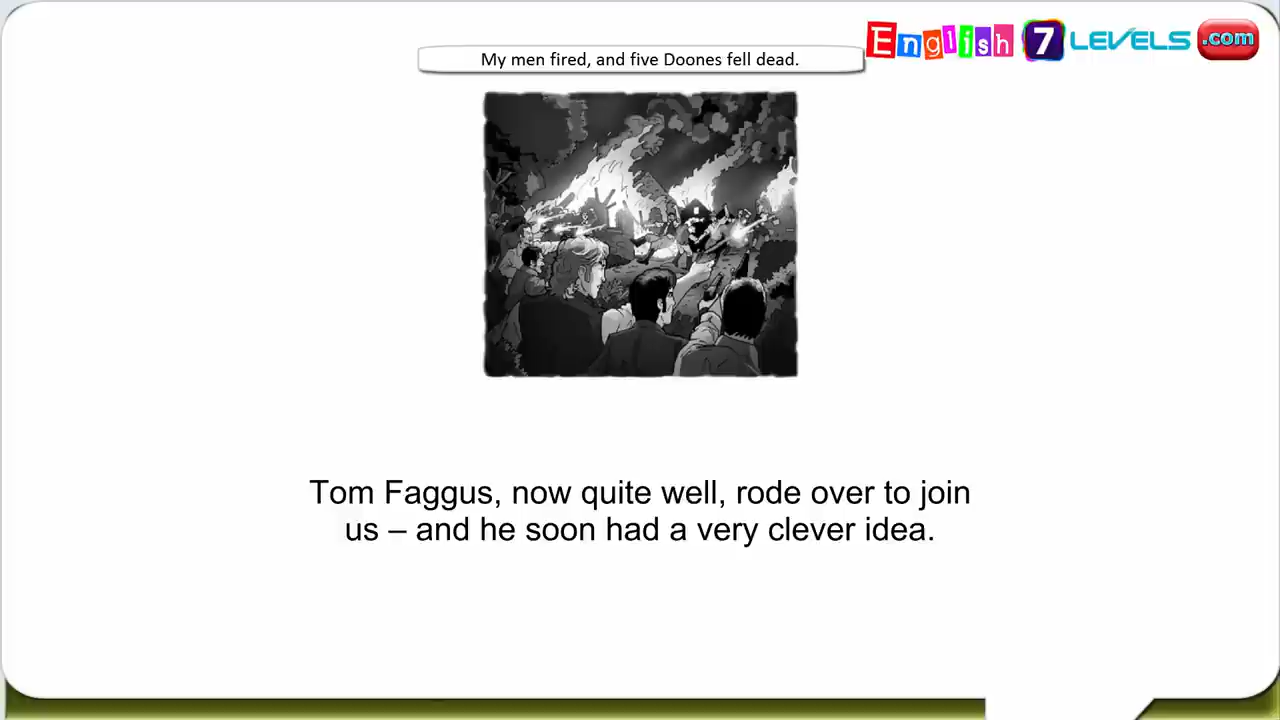 English 7 LEVELS .com
My men fired, and five Doones fell dead.
Tom Faggus, now quite well, rode over to join
us – and he soon had a very clever idea.